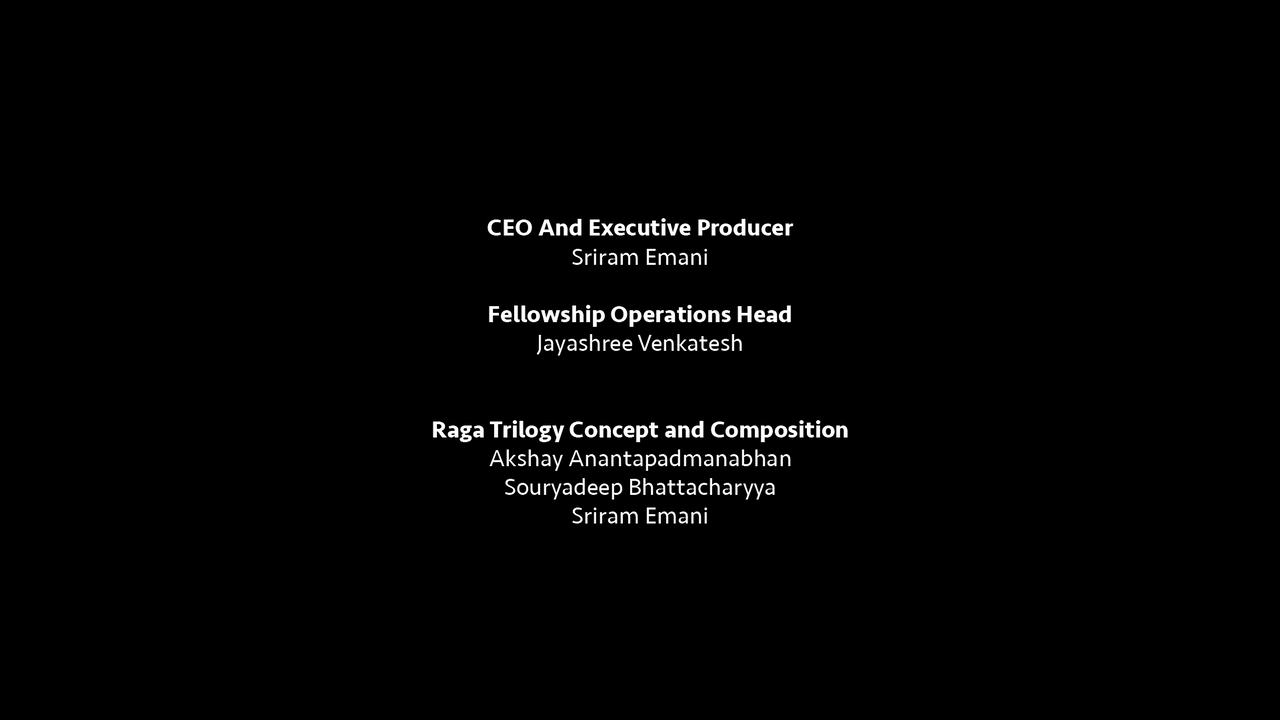 CEO And Executive Producer
Sriram Emani
Fellowship Operations Head
Jayashree Venkatesh
Raga Trilogy Concept and Composition
Akshay Anantapadmanabhan
Souryadeep Bhattacharyya
Sriram Emani